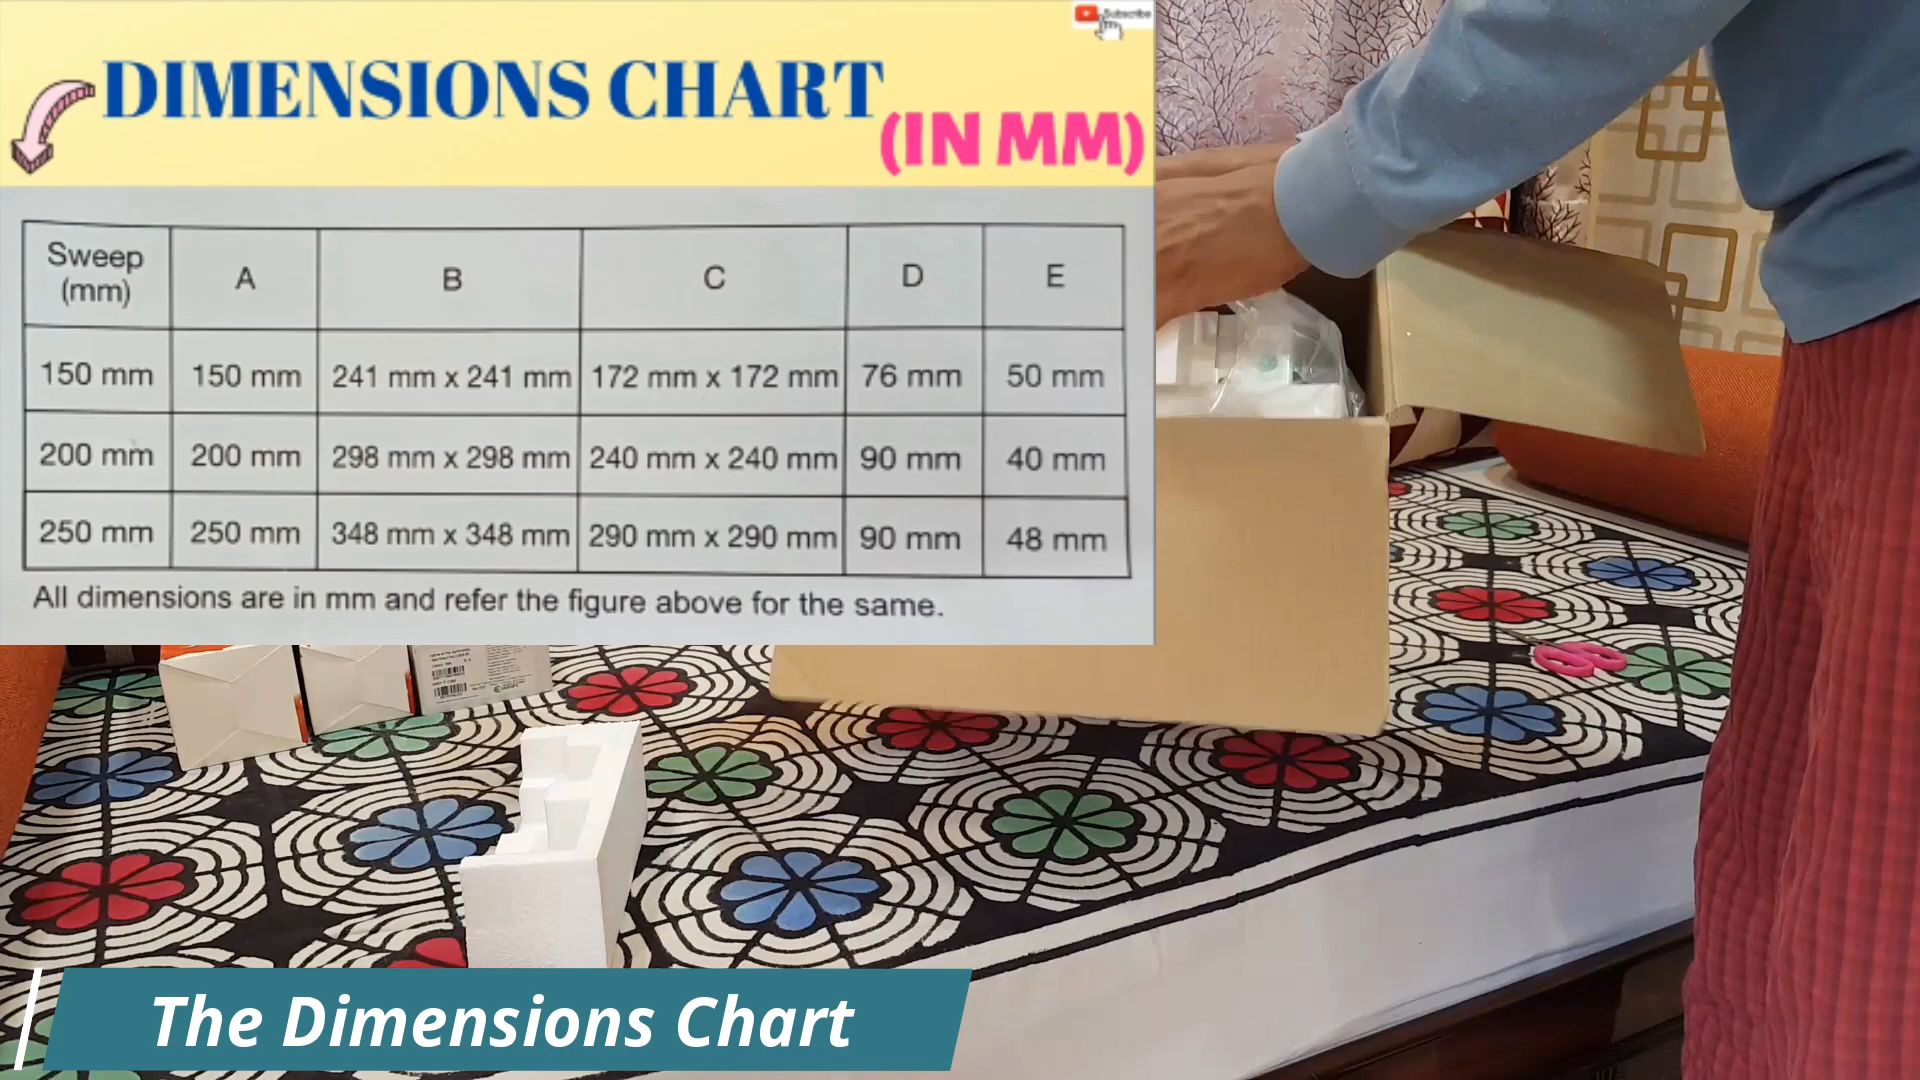 Subscribe
DIMENSIONS CHART
(IN MM)
Sweep (mm) A B C D E
150 mm 150 mm 241 mm x 241 mm 172 mm x 172 mm 76 mm 50 mm
200 mm 200 mm 298 mm x 298 mm 240 mm x 240 mm 90 mm 40 mm
250 mm 250 mm 348 mm x 348 mm 290 mm x 290 mm 90 mm 48 mm
All dimensions are in mm and refer the figure above for the same.
The Dimensions Chart